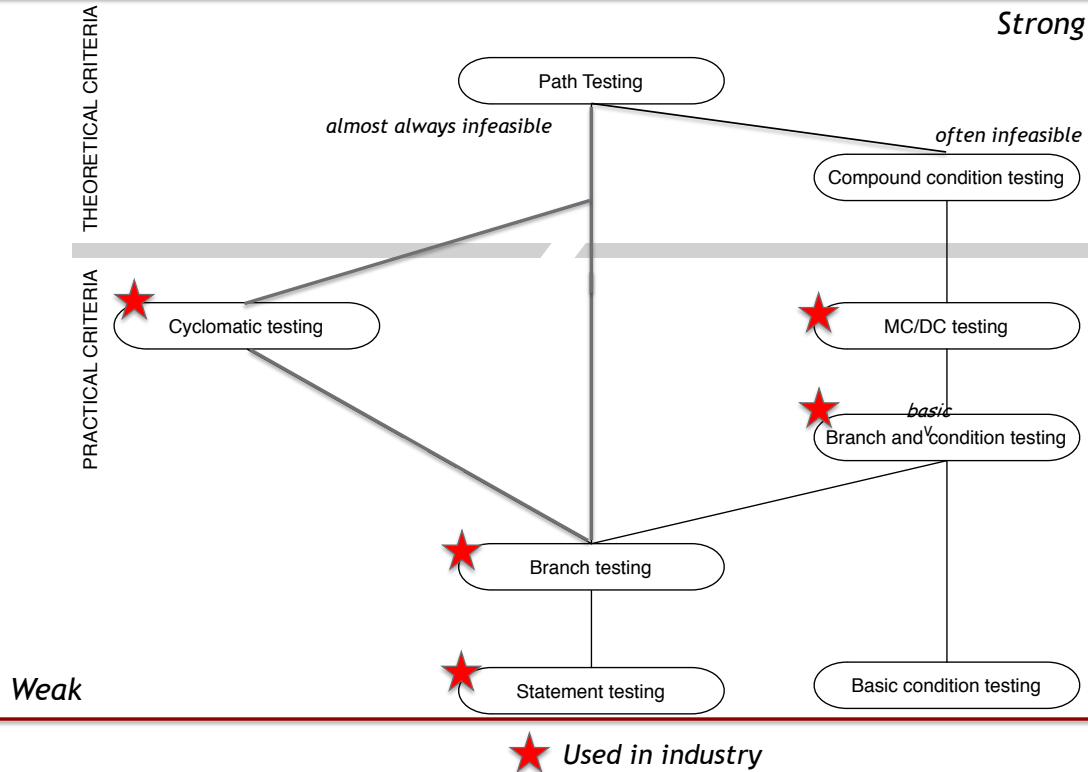 Strong
THEORETICAL CRITERIA
Path Testing
almost always infeasible
often infeasible
Compound condition testing
PRACTICAL CRITERIA
Cyclomatic testing
MC/DC testing
basic
v
Branch and condition testing
Branch testing
Weak
Statement testing
Basic condition testing
Used in industry